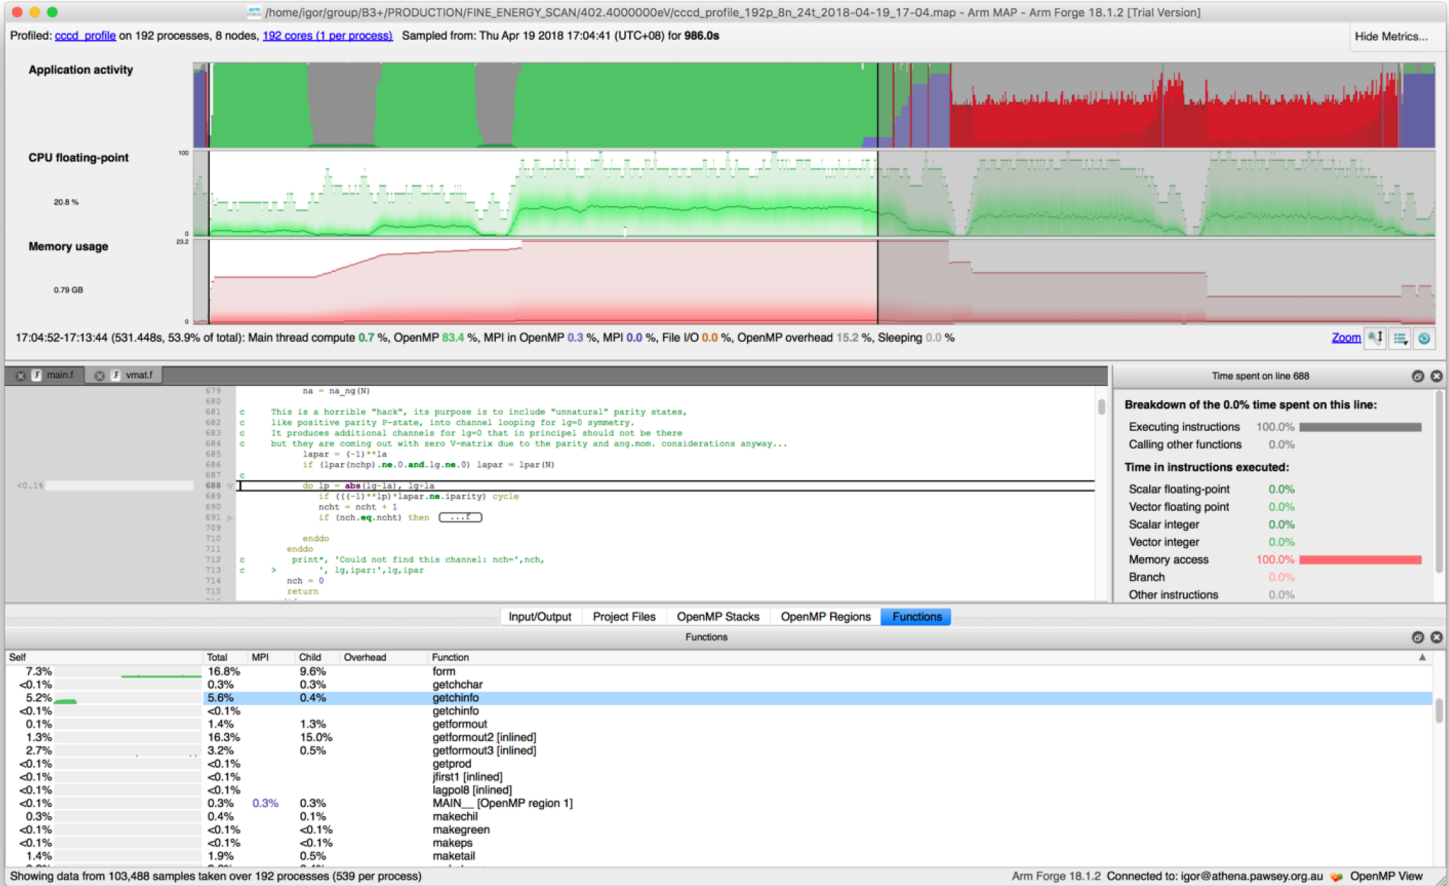 /home/igor/group/B3+/PRODUCTION/FINE_ENERGY_SCAN/402.4000000eV/cccd_profile_192p_8n_24t_2018-04-19_17-04.map - Arm MAP - Arm Forge 18.1.2 [Trial Version]
Profiled: cccd_profile on 192 processes, 8 nodes, 192 cores (1 per process) Sampled from: Thu Apr 19 2018 17:04:41 (UTC+08) for 986.0s
Hide Metrics...
Application activity
CPU floating-point
100
20.8 %
0
Memory usage
23.2
0.79 GB
0
17:04:52-17:13:44 (531.448s, 53.9% of total): Main thread compute 0.7 %, OpenMP 83.4 %, MPI in OpenMP 0.3 %, MPI 0.0 %, File I/O 0.0 %, OpenMP overhead 15.2 %, Sleeping 0.0 %
Zoom
main.f vmat.f
679 na = na_ng(N)
680
681 c This is a horrible "hack", its purpose is to include "unnatural" parity states,
682 c like positive parity P-state, into channel looping for lg=0 symmetry.
683 c It produces additional channels for lg=0 that in principel should not be there
684 c but they are coming out with zero V-matrix due to the parity and ang.mom. considerations anyway...
685 lapar = (-1)**la
686 if (lpar(nchp).ne.0.and.lg.ne.0) lapar = lpar(N)
687 c
<0.1% 688 do lp = abs(lg-la), lg+la
689 if (((-1)**lp)*lapar.ne.iparity) cycle
690 ncht = ncht + 1
691 if (nch.eq.ncht) then ...
709
710 enddo
711 enddo
712 c print*, 'Could not find this channel: nch=',nch,
713 c > ', lg,ipar:',lg,ipar
714 nch = 0
715 return
Time spent on line 688
Breakdown of the 0.0% time spent on this line:
Executing instructions 100.0%
Calling other functions 0.0%
Time in instructions executed:
Scalar floating-point 0.0%
Vector floating point 0.0%
Scalar integer 0.0%
Vector integer 0.0%
Memory access 100.0%
Branch 0.0%
Other instructions 0.0%
Input/Output Project Files OpenMP Stacks OpenMP Regions Functions
Functions
Self Total MPI Child Overhead Function
7.3% 16.8% 9.6% form
<0.1% 0.3% 0.3% getchchar
5.2% 5.6% 0.4% getchinfo
<0.1% <0.1% getchinfo
0.1% 1.4% 1.3% getformout
1.3% 16.3% 15.0% getformout2 [inlined]
2.7% 3.2% 0.5% getformout3 [inlined]
<0.1% <0.1% getprod
<0.1% <0.1% jfirst1 [inlined]
<0.1% <0.1% lagpol8 [inlined]
<0.1% 0.3% 0.3% 0.3% MAIN__ [OpenMP region 1]
0.3% 0.4% 0.1% makechil
<0.1% <0.1% <0.1% makegreen
<0.1% <0.1% <0.1% makeps
1.4% 1.9% 0.5% maketail
Showing data from 103,488 samples taken over 192 processes (539 per process)
Arm Forge 18.1.2 Connected to: igor@athena.pawsey.org.au OpenMP View